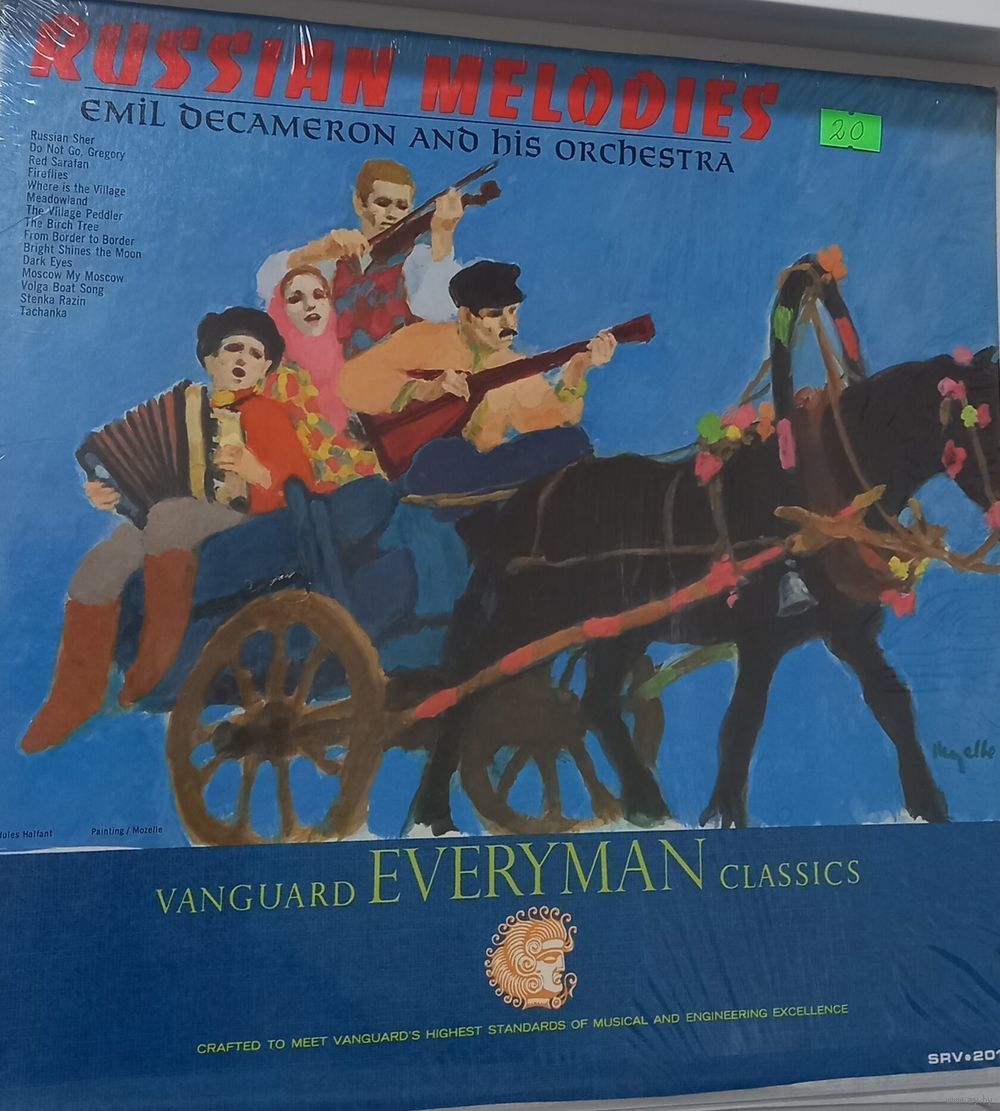 RUSSIAN MELODIES
EMIL DECAMERON AND his ORChESTRA
20
Russian Sher
Do Not Go, Gregory
Red Sarafan
Fireflies
Where is the Village
Meadowland
The Village Peddler
The Birch Tree
From Border to Border
Bright Shines the Moon
Dark Eyes
Moscow My Moscow
Volga Boat Song
Stenka Razin
Tachanka
Jules Halfant
Painting / Mozelle
VANGUARD EVERYMAN CLASSICS
CRAFTED TO MEET VANGUARD'S HIGHEST STANDARDS OF MUSICAL AND ENGINEERING EXCELLENCE
SRV•201